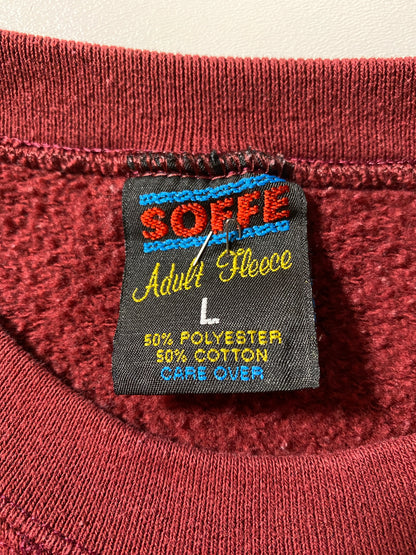 SOFFE
Adult Fleece
L
50% POLYESTER
50% COTTON
CARE OVER